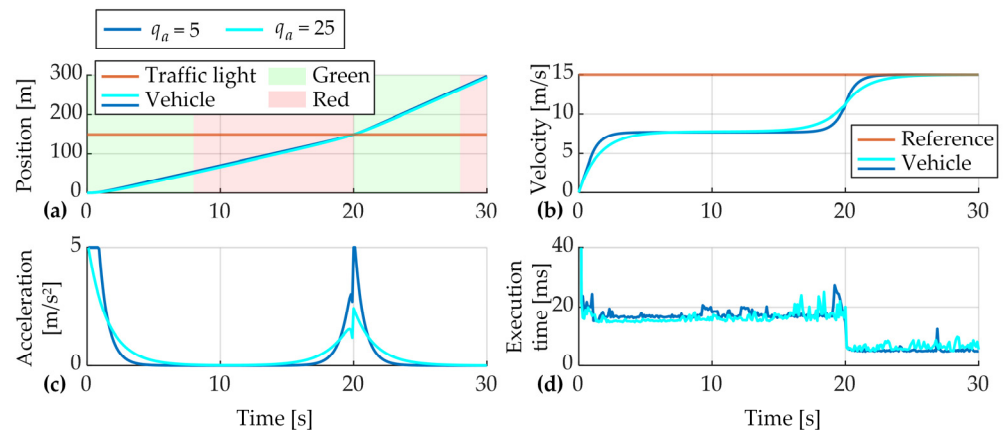 qₐ = 5 qₐ = 25
Traffic light Green
Vehicle Red
Position [m]
300
200
100
0
0 10 20 30
(a)
Velocity [m/s]
15
10
5
0
Reference
Vehicle
0 10 20 30
(b)
Acceleration
[m/s²]
5
0
0 10 20 30
(c)
Time [s]
Execution
time [ms]
40
20
0
0 10 20 30
(d)
Time [s]